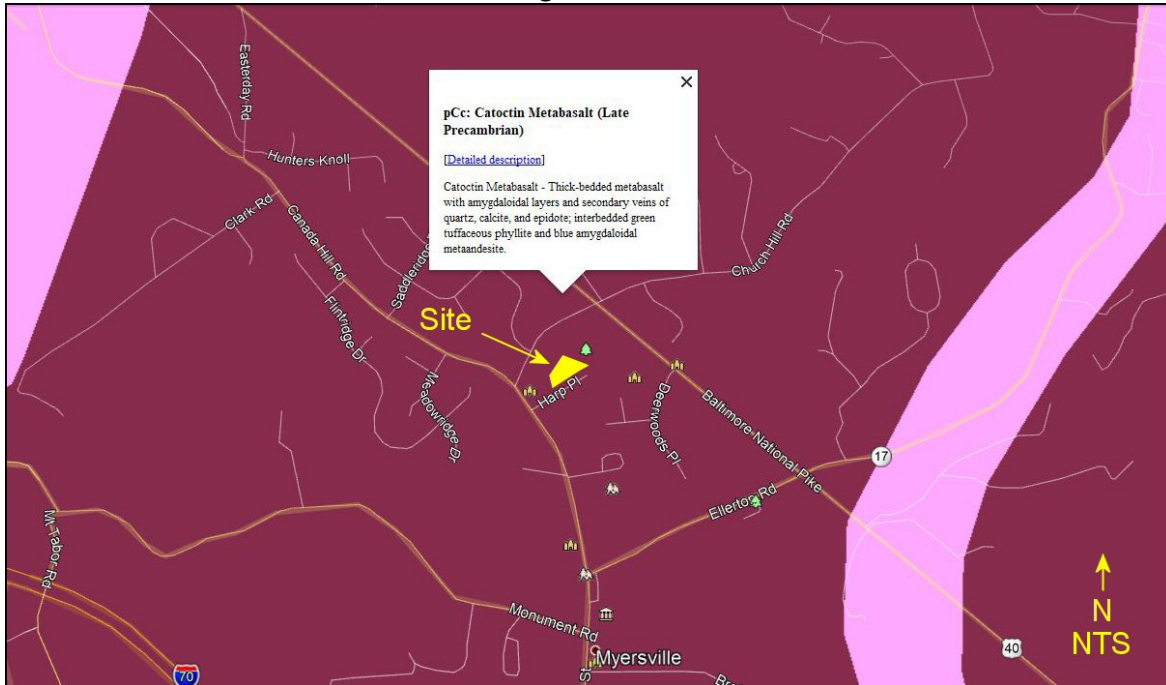 Easterday Rd
Hunters Knoll
Clark Rd
Canada Hill Rd
Flintridge Dr
Meadowridge Dr
×
pCc: Catoctin Metabasalt (Late
Precambrian)
[Detailed description]
Catoctin Metabasalt - Thick-bedded metabasalt
with amygdaloidal layers and secondary veins of
quartz, calcite, and epidote; interbedded green
tuffaceous phyllite and blue amygdaloidal
metaandesite.
Church Hill Rd
Site
Harp Pl
Deerwoods Pl
Baltimore National Pike
17
Ellerton Rd
Mt Tabor Rd
Monument Rd
Myersville
St
70
40
N
NTS